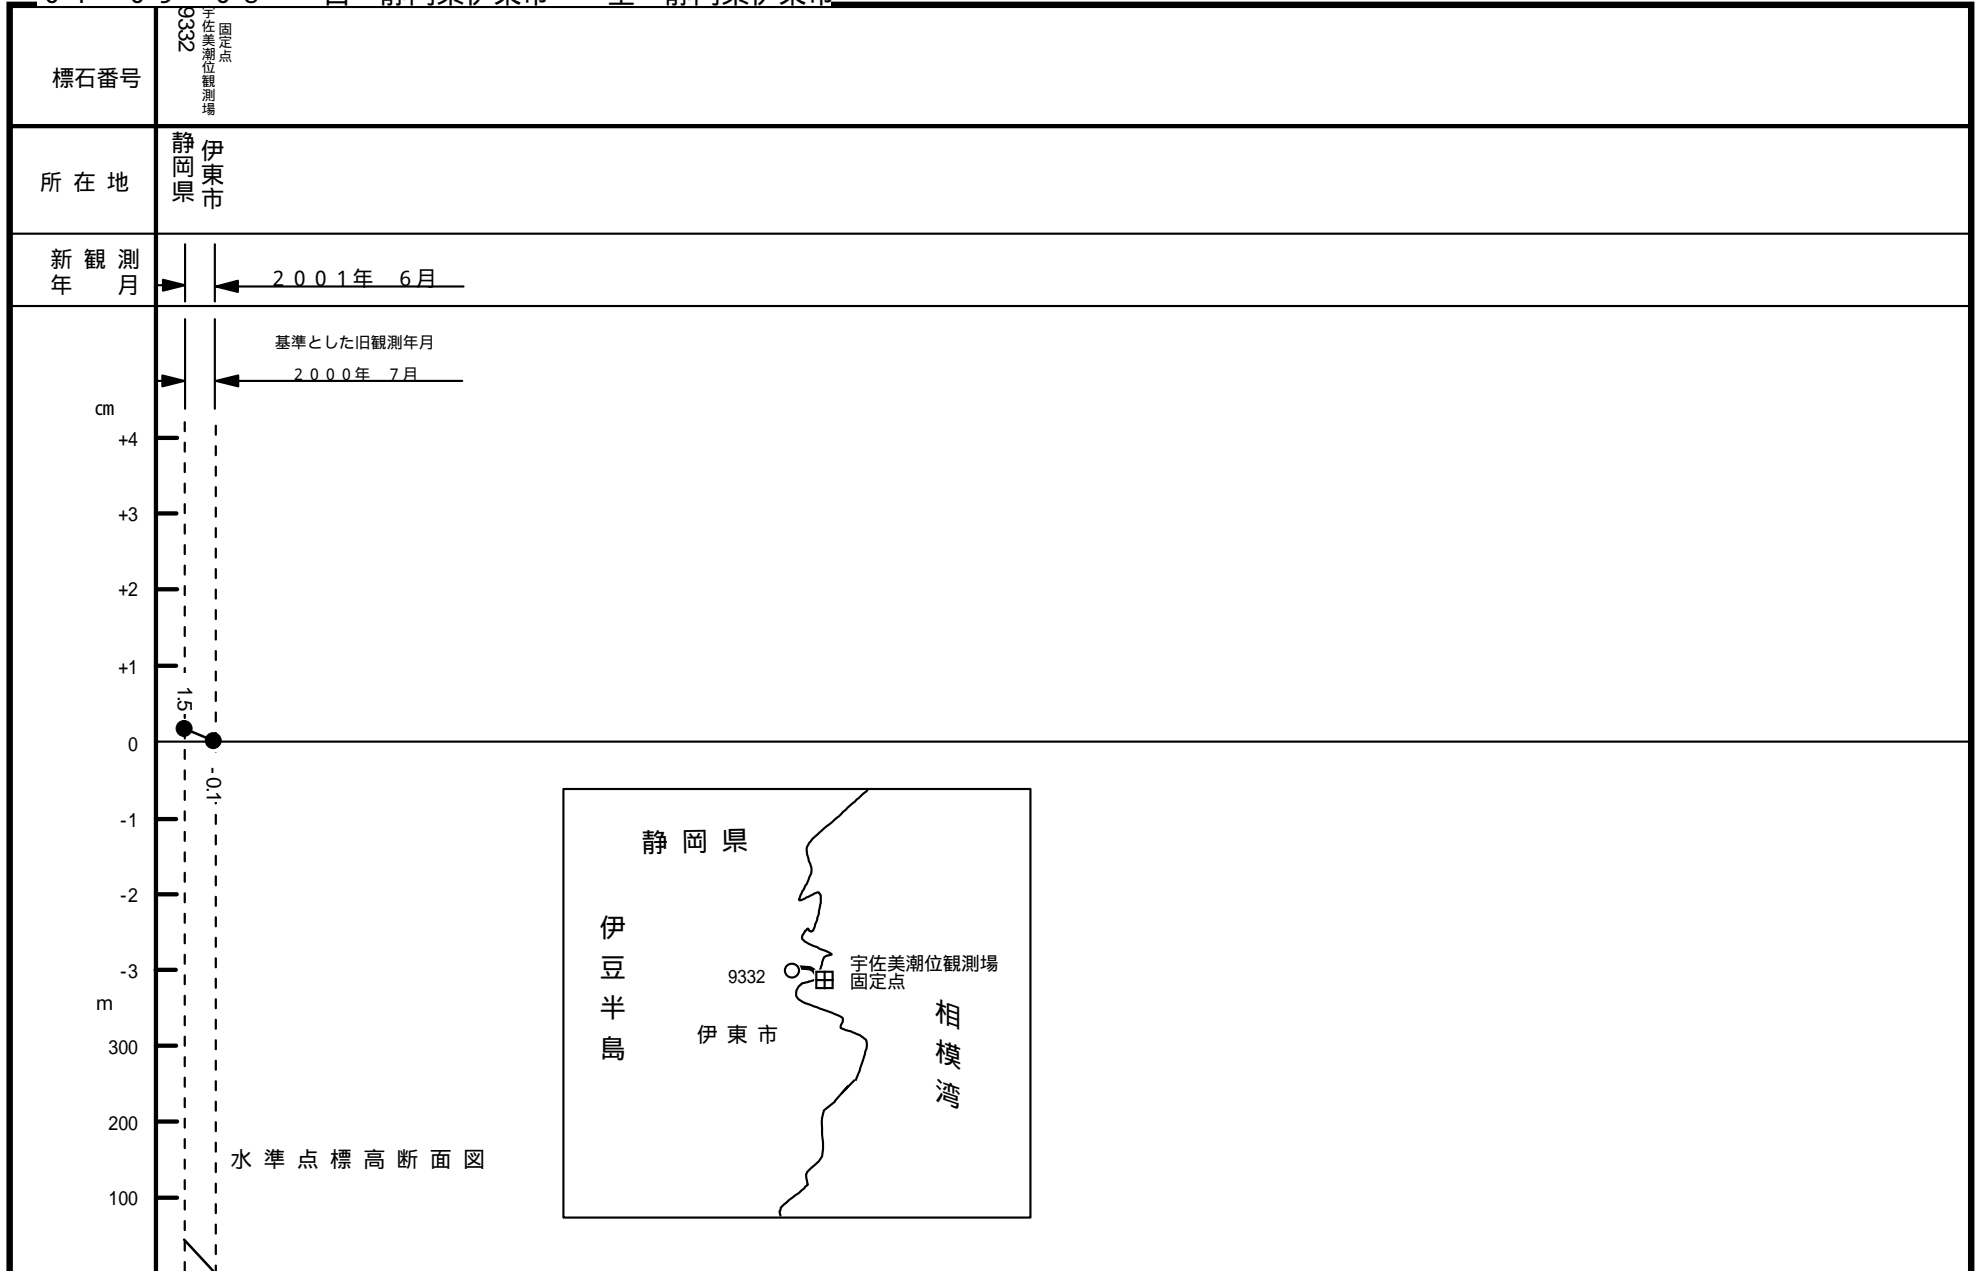 標石番号
9332
宇佐美潮位観測場
固定点
所在地
静岡県
伊東市
新観測
年 月
2001年 6月
基準とした旧観測年月
2000年 7月
cm
+4
+3
+2
+1
1.5
0
-0.1
-1
-2
-3
m
300
200
100
水準点標高断面図
静岡県
伊豆半島
9332
宇佐美潮位観測場
固定点
伊東市
相模湾